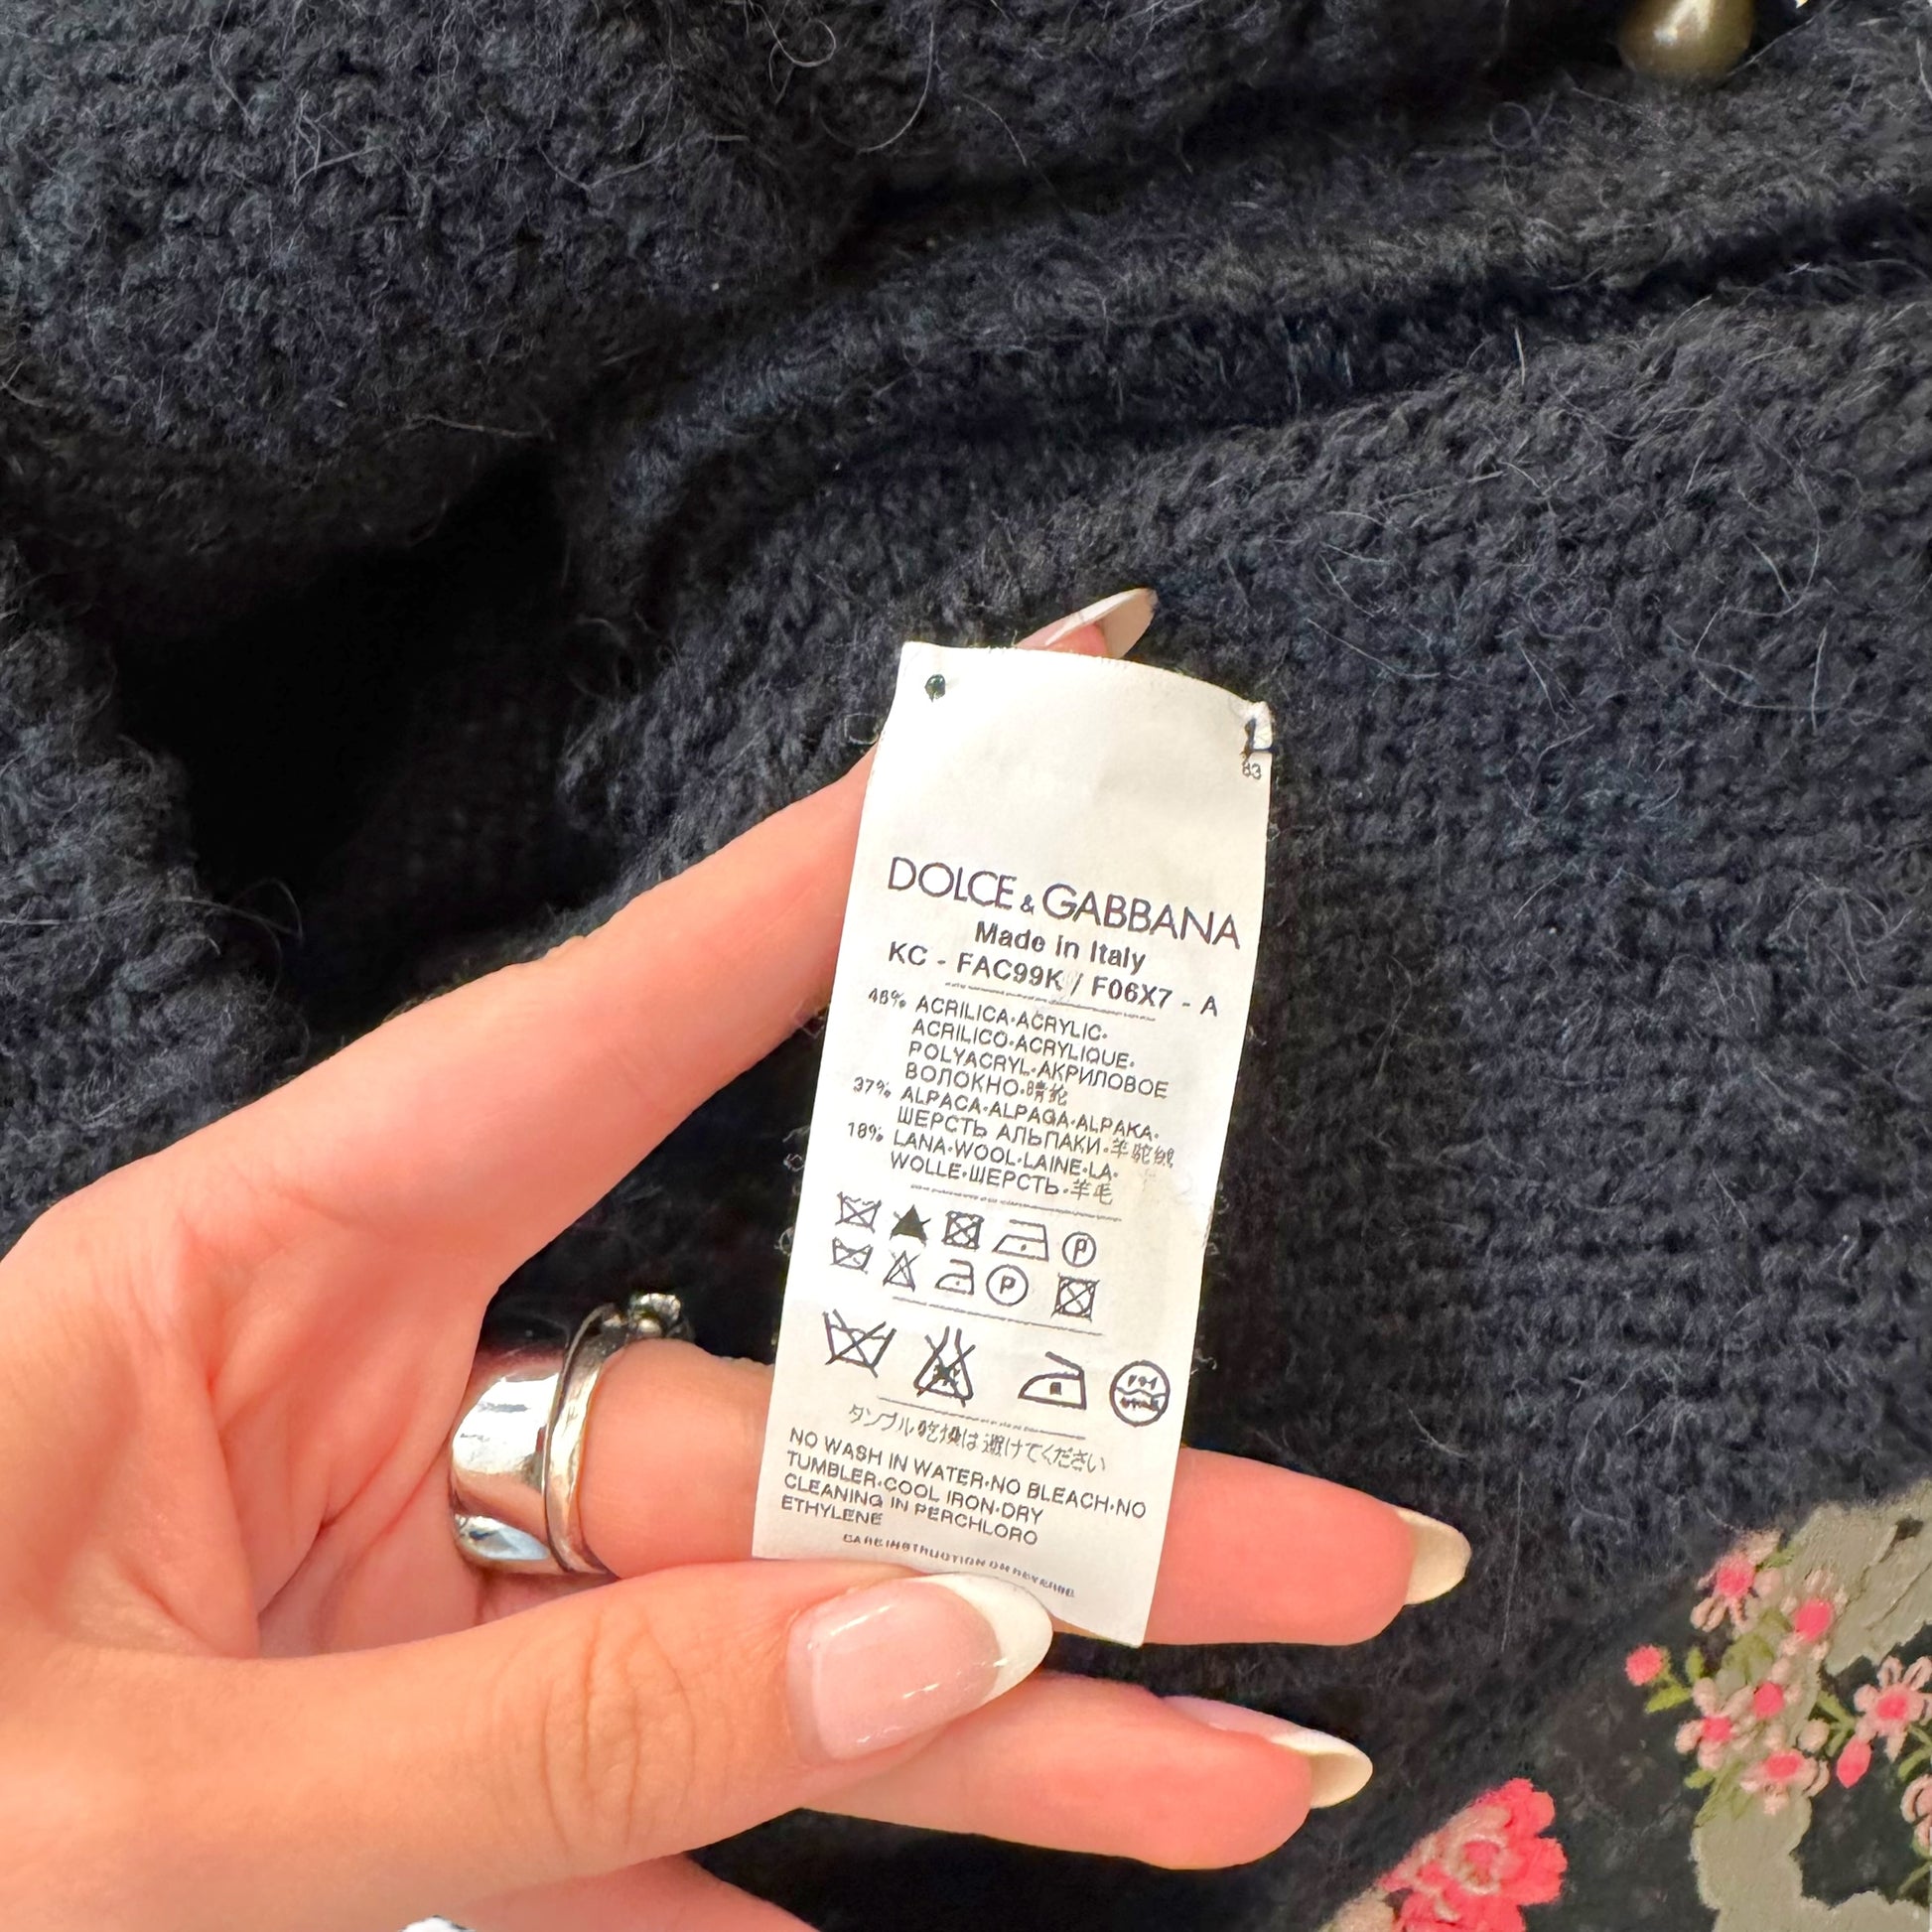 83
DOLCE & GABBANA
Made in Italy
KC - FAC99K / F06X7 - A
46% ACRILICA·ACRYLIC·
ACRILICO·ACRYLIQUE·
POLYACRYL·АКРИЛОВОЕ
ВОЛОКНО·腈纶
37% ALPACA·ALPAGA·ALPAKA·
ШЕРСТЬ АЛЬПАКИ·羊驼绒
18% LANA·WOOL·LAINE·LA·
WOLLE·ШЕРСТЬ·羊毛
P
P
タンブル乾燥は避けてください
NO WASH IN WATER·NO BLEACH·NO
TUMBLER·COOL IRON·DRY
CLEANING IN PERCHLORO
ETHYLENE
CARE INSTRUCTION ON REVERSE